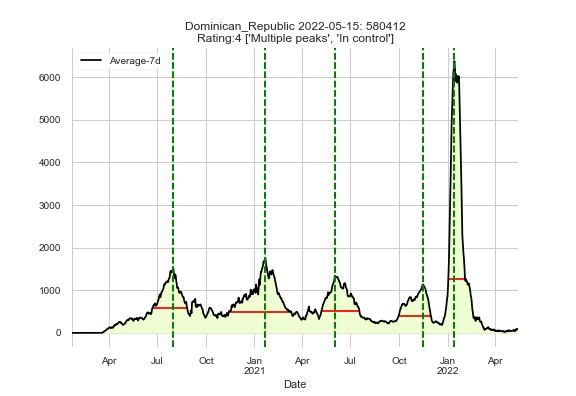 Dominican_Republic 2022-05-15: 580412
Rating:4 ['Multiple peaks', 'In control']
Average-7d
6000
5000
4000
3000
2000
1000
0
Apr Jul Oct Jan Apr Jul Oct Jan Apr
2021 2022
Date